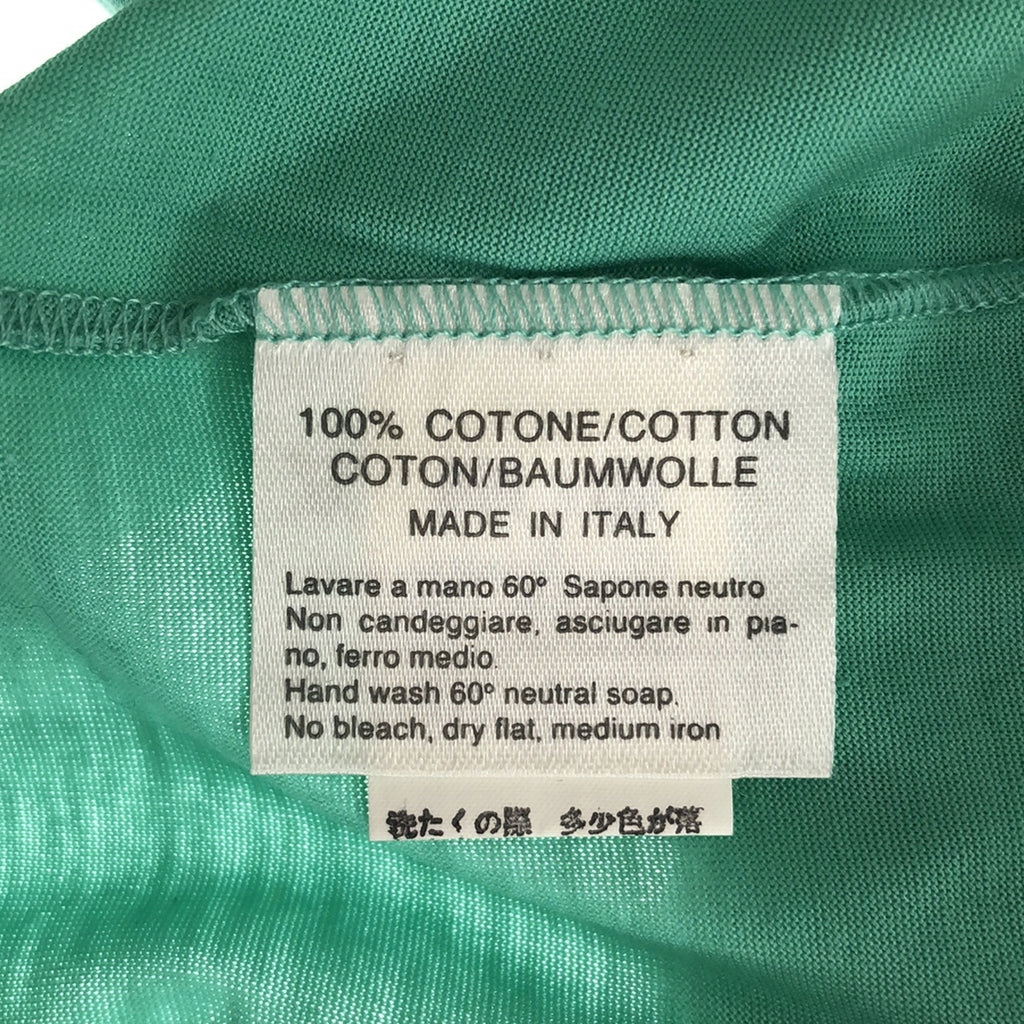 100% COTONE/COTTON
COTON/BAUMWOLLE
MADE IN ITALY
Lavare a mano 60° Sapone neutro
Non candeggiare, asciugare in pia-
no, ferro medio.
Hand wash 60° neutral soap.
No bleach, dry flat, medium iron
洗たくの際 多少色が落